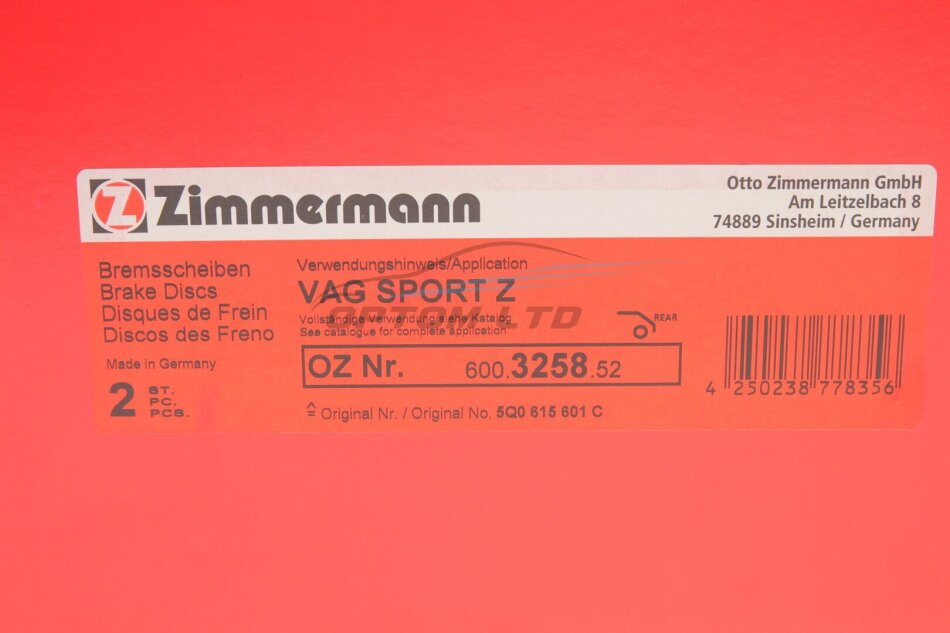 Z Zimmermann
Otto Zimmermann GmbH
Am Leitzelbach 8
74889 Sinsheim / Germany
Bremsscheiben
Brake Discs
Disques de Frein
Discos des Freno
Made in Germany
2 ST.
PC.
PCS.
Verwendungshinweis/Application
VAG SPORT Z
Vollständige Verwendung siehe Katalog
See catalogue for complete application
OPTOM LTD
REAR
OZ Nr. 600.3258.52
≙ Original Nr. / Original No. 5Q0 615 601 C
4 250238 778356